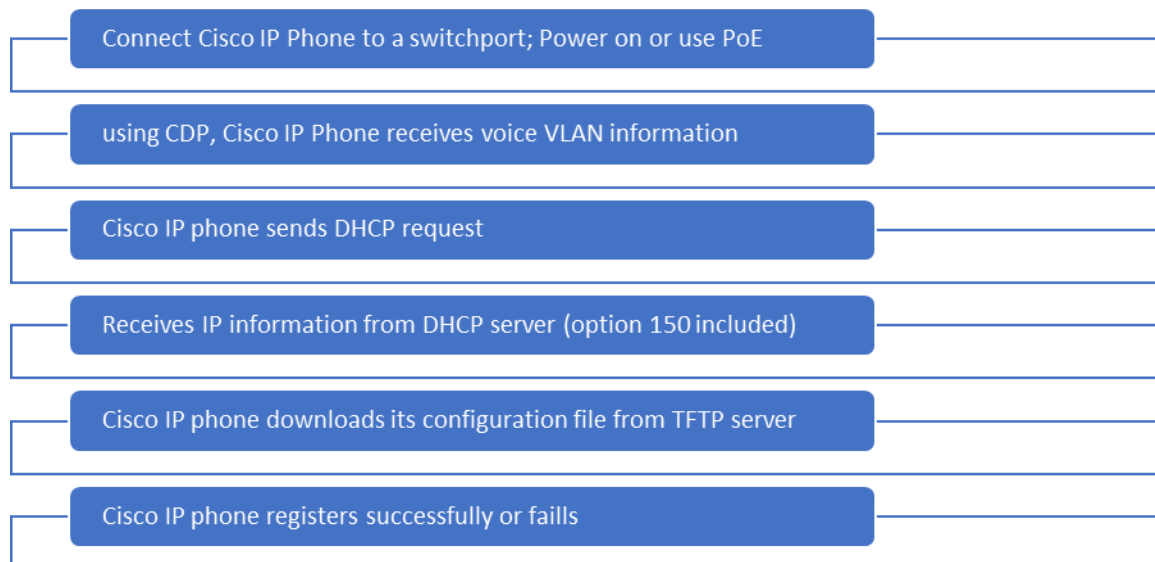 Connect Cisco IP Phone to a switchport; Power on or use PoE
using CDP, Cisco IP Phone receives voice VLAN information
Cisco IP phone sends DHCP request
Receives IP information from DHCP server (option 150 included)
Cisco IP phone downloads its configuration file from TFTP server
Cisco IP phone registers successfully or faills